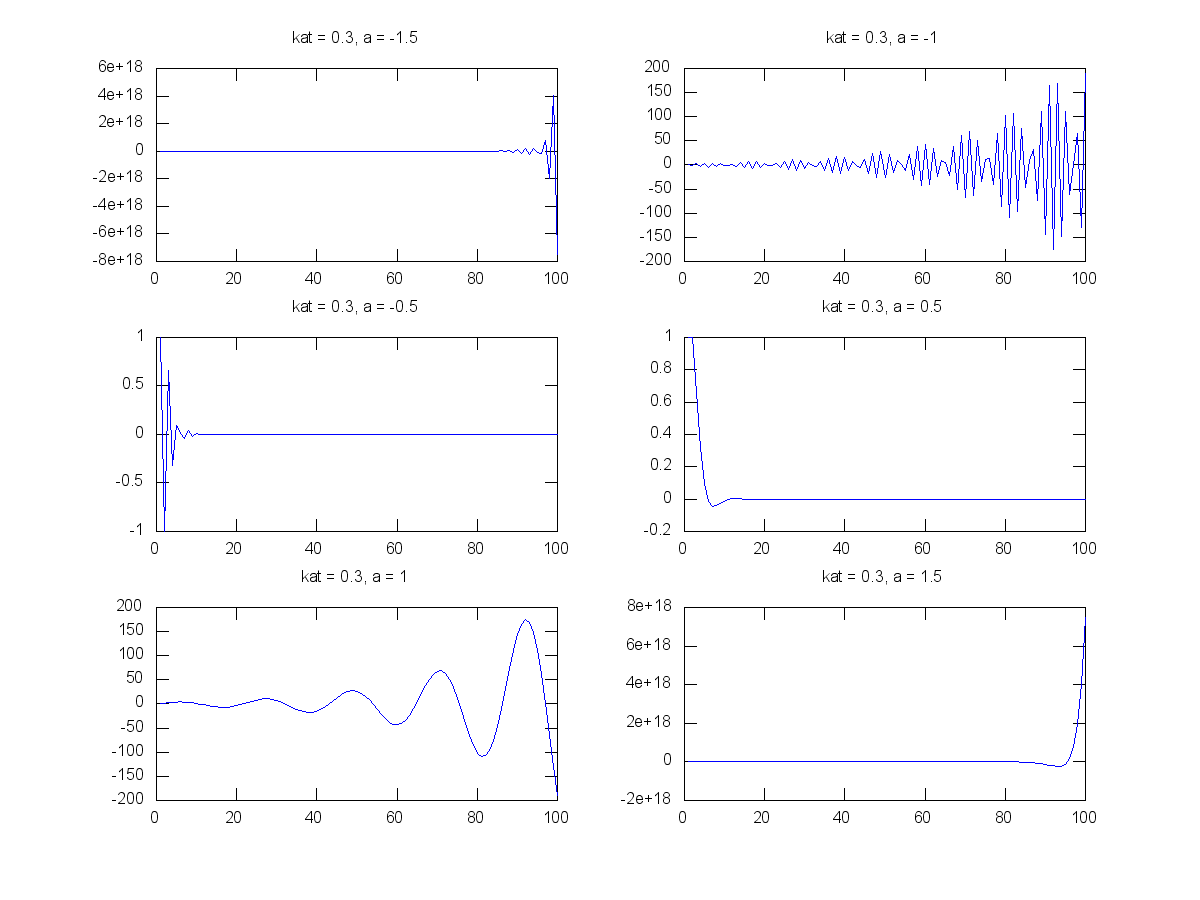 kat = 0.3, a = -1.5
6e+18
4e+18
2e+18
0
-2e+18
-4e+18
-6e+18
-8e+18
0 20 40 60 80 100
kat = 0.3, a = -1
200
150
100
50
0
-50
-100
-150
-200
0 20 40 60 80 100
kat = 0.3, a = -0.5
1
0.5
0
-0.5
-1
0 20 40 60 80 100
kat = 0.3, a = 0.5
1
0.8
0.6
0.4
0.2
0
-0.2
0 20 40 60 80 100
kat = 0.3, a = 1
200
150
100
50
0
-50
-100
-150
-200
0 20 40 60 80 100
kat = 0.3, a = 1.5
8e+18
6e+18
4e+18
2e+18
0
-2e+18
0 20 40 60 80 100